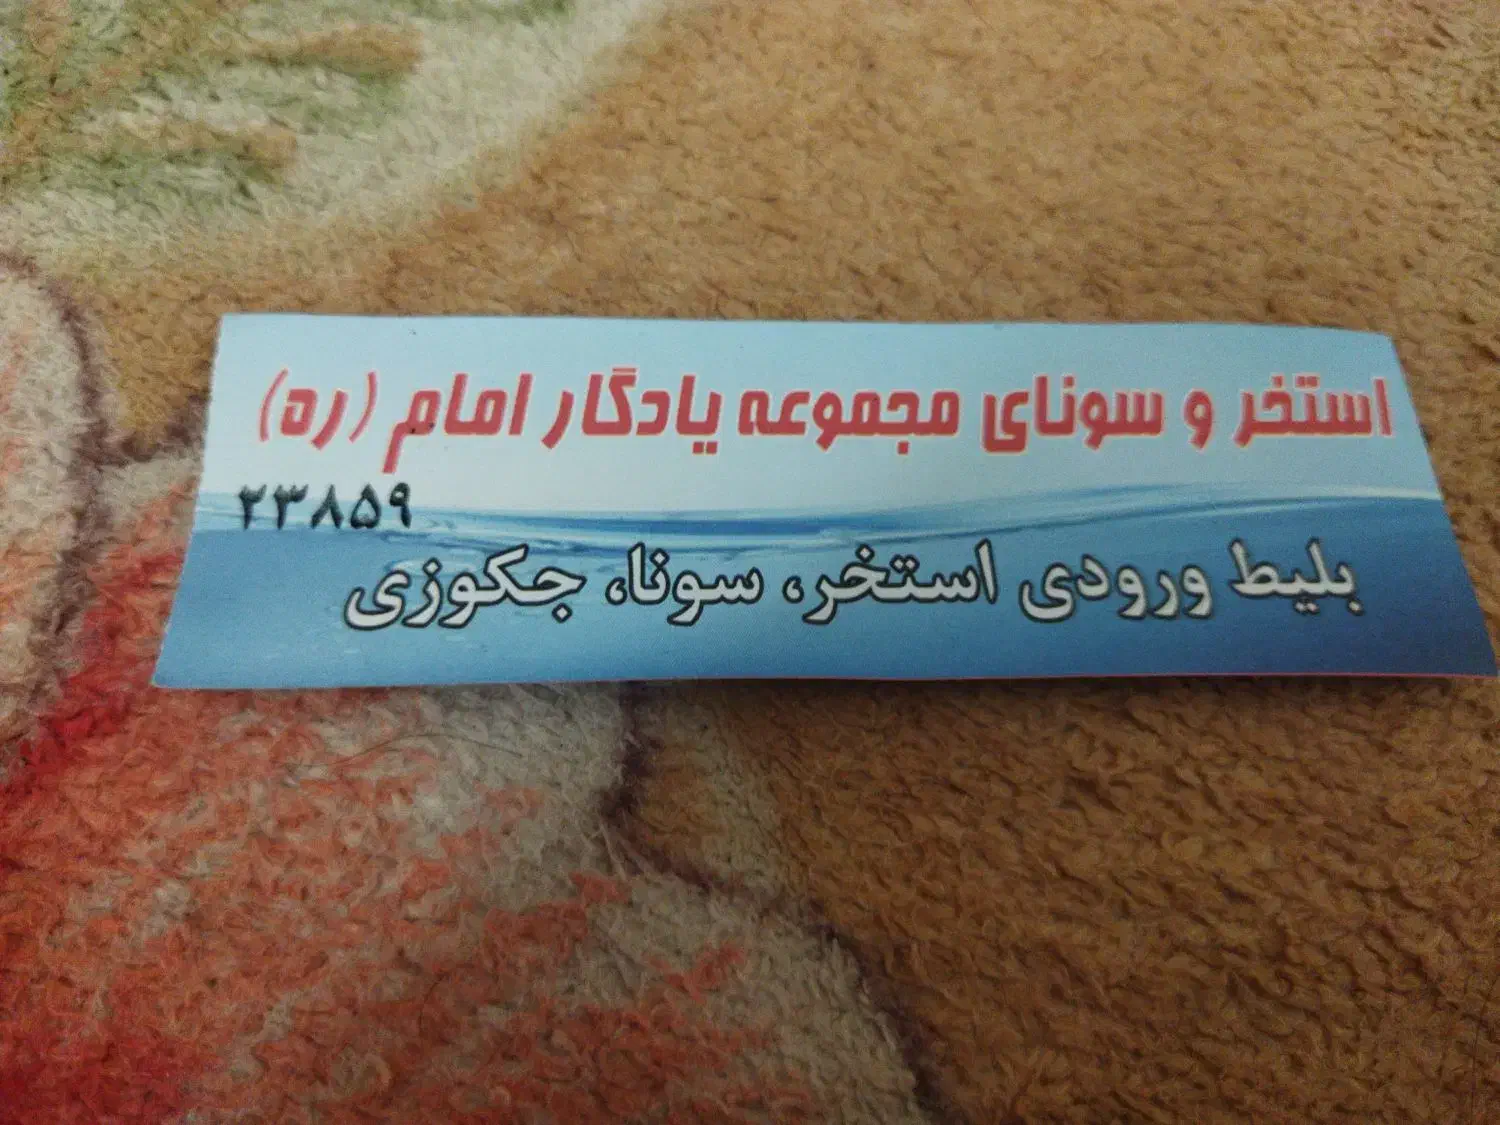 استخر و سونای مجموعه یادگار امام (ره)
۲۳۸۵۹
بلیط ورودی استخر، سونا، جکوزی